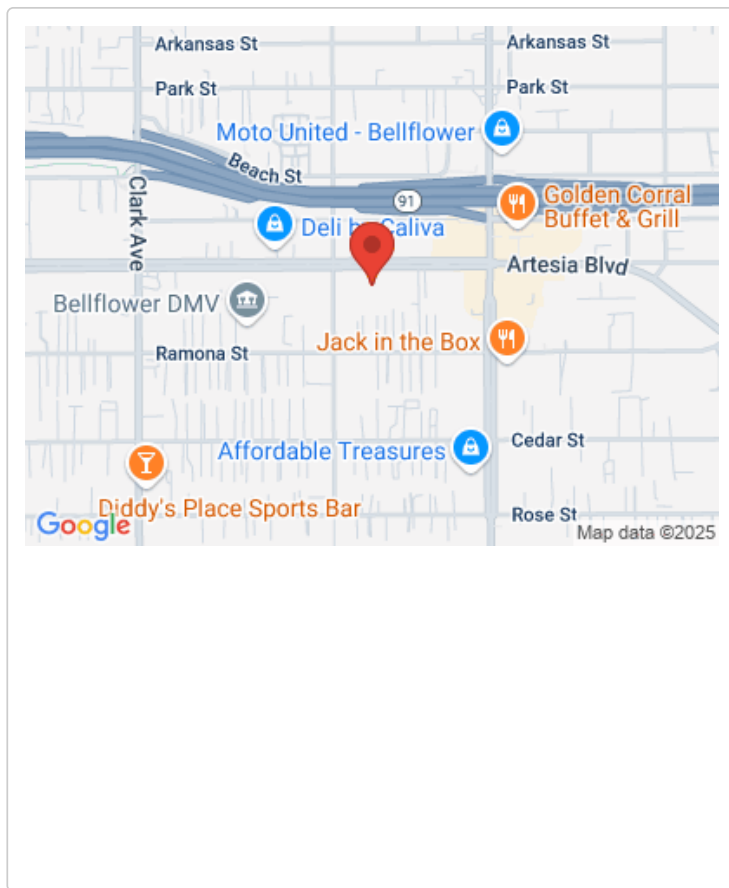 Arkansas St
Arkansas St
Park St
Park St
Moto United - Bellflower
Beach St
91
Golden Corral
Buffet & Grill
Clark Ave
Deli by Caliva
Artesia Blvd
Bellflower DMV
Jack in the Box
Ramona St
Cedar St
Affordable Treasures
Diddy's Place Sports Bar
Rose St
Google
Map data ©2025